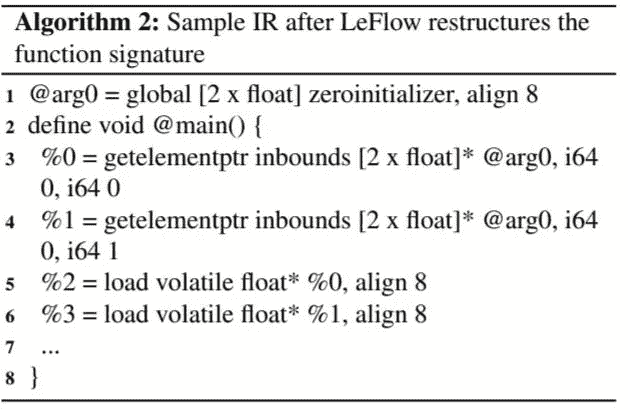 Algorithm 2: Sample IR after LeFlow restructures the
function signature
1 @arg0 = global [2 x float] zeroinitializer, align 8
2 define void @main() {
3 %0 = getelementptr inbounds [2 x float]* @arg0, i64
0, i64 0
4 %1 = getelementptr inbounds [2 x float]* @arg0, i64
0, i64 1
5 %2 = load volatile float* %0, align 8
6 %3 = load volatile float* %1, align 8
7 ...
8 }